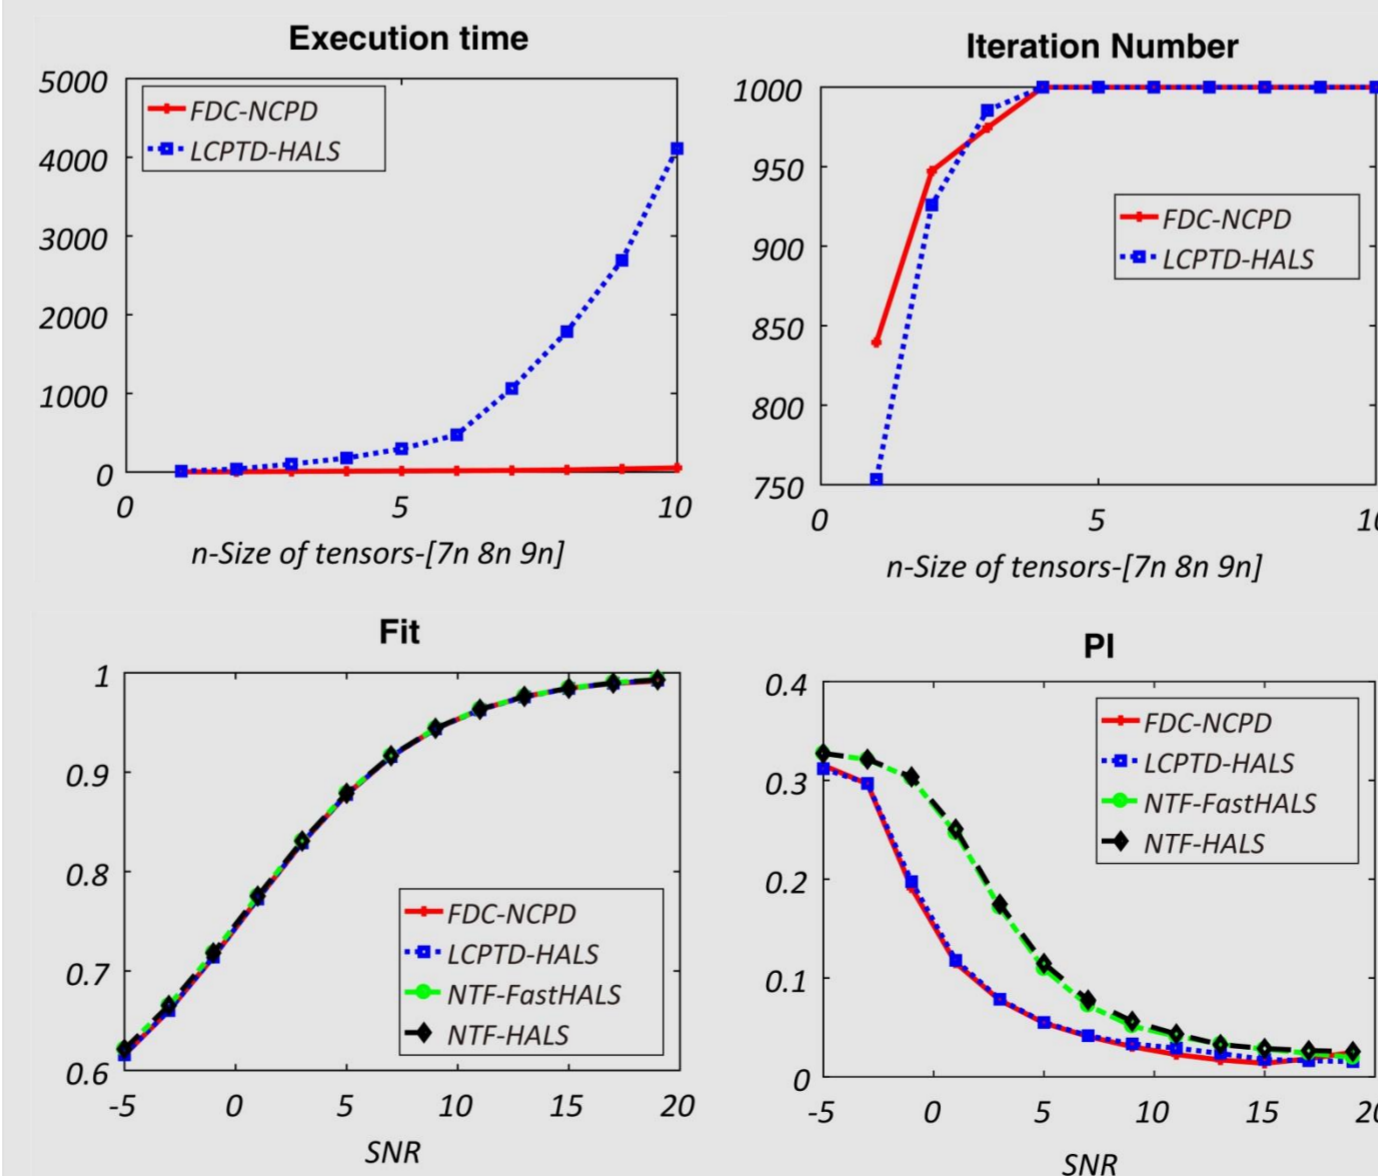 Execution time
5000
4000
3000
2000
1000
0
FDC-NCPD
LCPTD-HALS
0 5 10
n-Size of tensors-[7n 8n 9n]
Iteration Number
1000
950
900
850
800
750
FDC-NCPD
LCPTD-HALS
0 5 10
n-Size of tensors-[7n 8n 9n]
Fit
1
0.9
0.8
0.7
0.6
FDC-NCPD
LCPTD-HALS
NTF-FastHALS
NTF-HALS
-5 0 5 10 15 20
SNR
PI
0.4
0.3
0.2
0.1
0
FDC-NCPD
LCPTD-HALS
NTF-FastHALS
NTF-HALS
-5 0 5 10 15 20
SNR